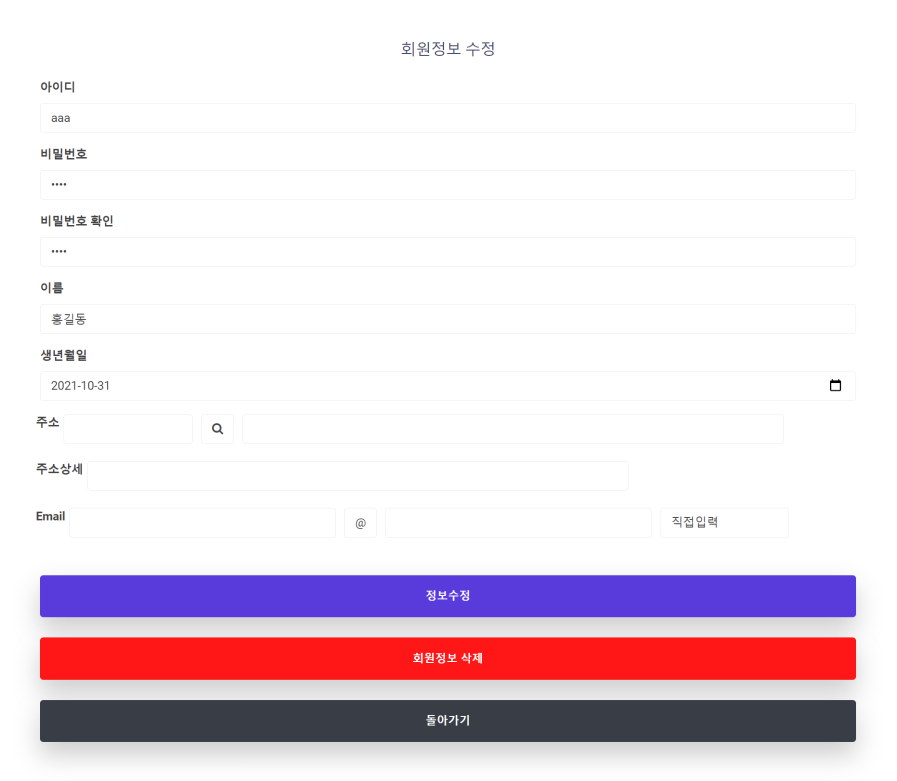 회원정보 수정
아이디
aaa
비밀번호
••••
비밀번호 확인
••••
이름
홍길동
생년월일
2021-10-31
주소
주소상세
Email @ 직접입력
정보수정
회원정보 삭제
돌아가기